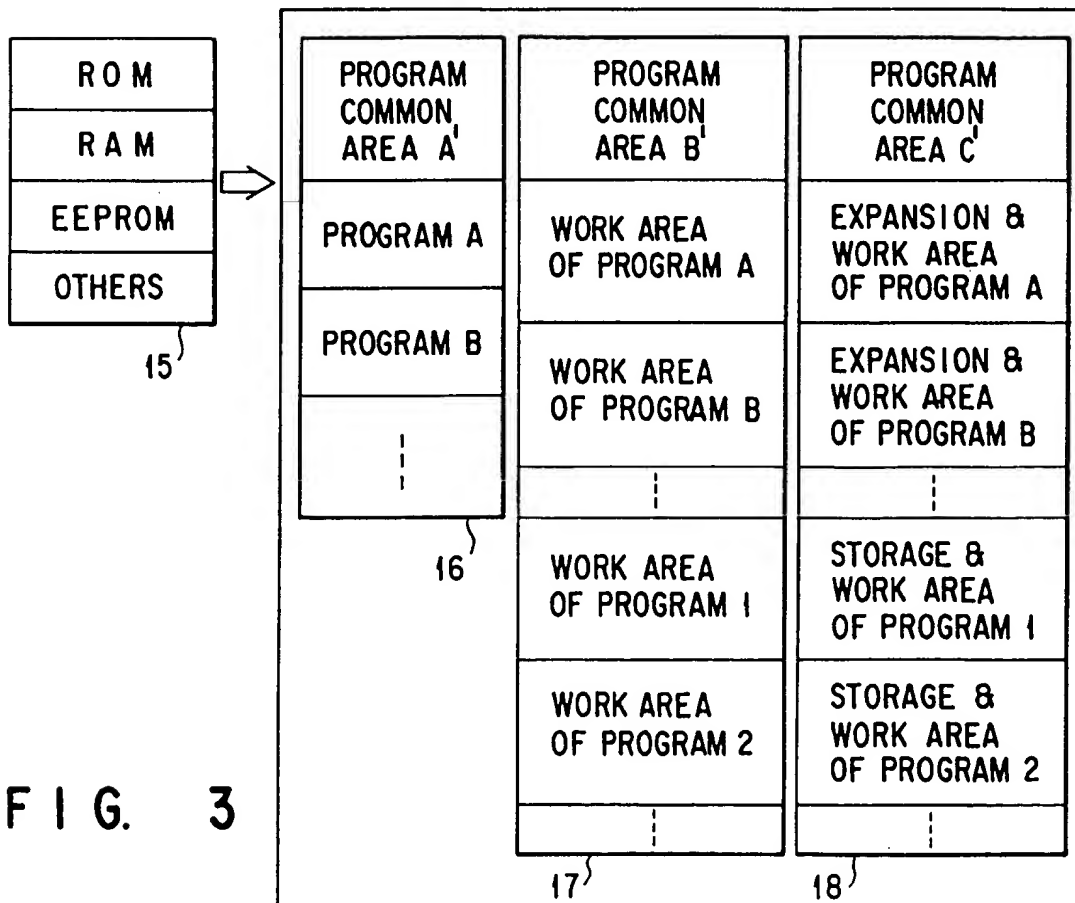 ROM
RAM
EEPROM
OTHERS
15
PROGRAM
COMMON
AREA A'
PROGRAM A
PROGRAM B
16
PROGRAM
COMMON
AREA B'
WORK AREA
OF PROGRAM A
WORK AREA
OF PROGRAM B
WORK AREA
OF PROGRAM 1
WORK AREA
OF PROGRAM 2
17
PROGRAM
COMMON
AREA C'
EXPANSION &
WORK AREA
OF PROGRAM A
EXPANSION &
WORK AREA
OF PROGRAM B
STORAGE &
WORK AREA
OF PROGRAM 1
STORAGE &
WORK AREA
OF PROGRAM 2
18
FIG. 3